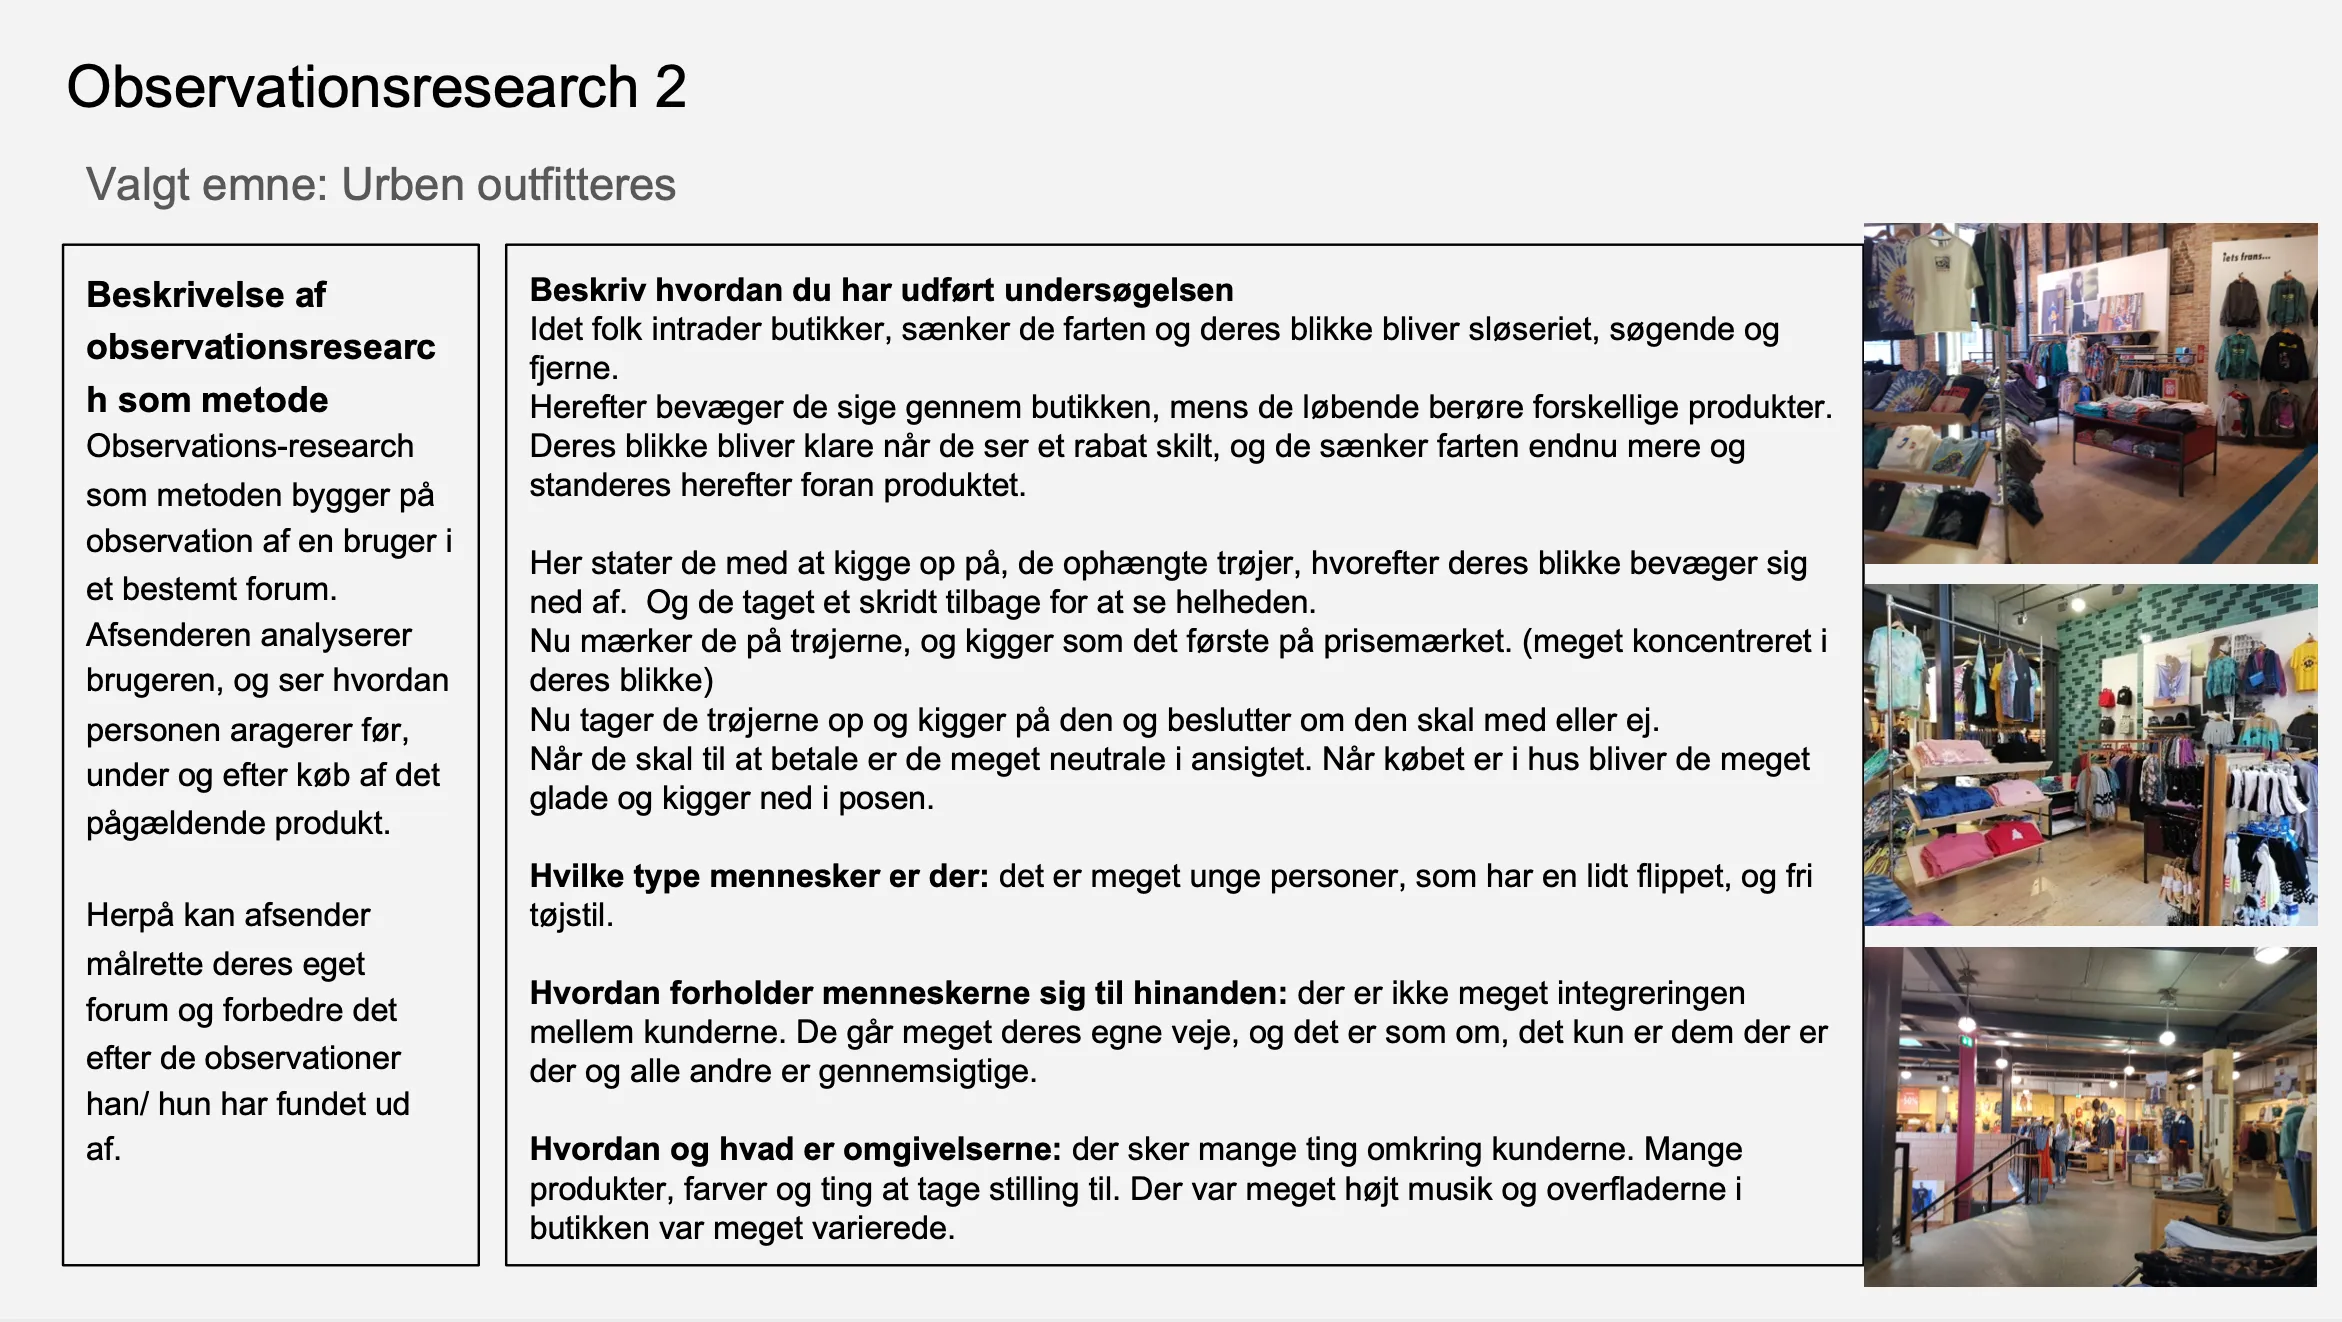 Observationsresearch 2
Valgt emne: Urben outfitteres
Beskrivelse af
observationsresearc
h som metode
Observations-research
som metoden bygger på
observation af en bruger i
et bestemt forum.
Afsenderen analyserer
brugeren, og ser hvordan
personen aragerer før,
under og efter køb af det
pågældende produkt.
Herpå kan afsender
målrette deres eget
forum og forbedre det
efter de observationer
han/ hun har fundet ud
af.
Beskriv hvordan du har udført undersøgelsen
Idet folk intrader butikker, sænker de farten og deres blikke bliver sløseriet, søgende og
fjerne.
Herefter bevæger de sige gennem butikken, mens de løbende berøre forskellige produkter.
Deres blikke bliver klare når de ser et rabat skilt, og de sænker farten endnu mere og
standeres herefter foran produktet.
Her stater de med at kigge op på, de ophængte trøjer, hvorefter deres blikke bevæger sig
ned af.  Og de taget et skridt tilbage for at se helheden.
Nu mærker de på trøjerne, og kigger som det første på prisemærket. (meget koncentreret i
deres blikke)
Nu tager de trøjerne op og kigger på den og beslutter om den skal med eller ej.
Når de skal til at betale er de meget neutrale i ansigtet. Når købet er i hus bliver de meget
glade og kigger ned i posen.
Hvilke type mennesker er der: det er meget unge personer, som har en lidt flippet, og fri
tøjstil.
Hvordan forholder menneskerne sig til hinanden: der er ikke meget integreringen
mellem kunderne. De går meget deres egne veje, og det er som om, det kun er dem der er
der og alle andre er gennemsigtige.
Hvordan og hvad er omgivelserne: der sker mange ting omkring kunderne. Mange
produkter, farver og ting at tage stilling til. Der var meget højt musik og overfladerne i
butikken var meget varierede.
iets frans...